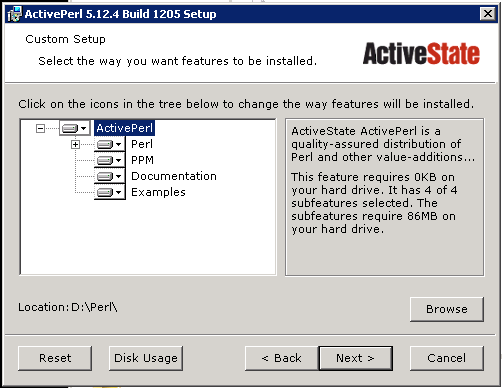 ActivePerl 5.12.4 Build 1205 Setup
Custom Setup
Select the way you want features to be installed.
ActiveState
Click on the icons in the tree below to change the way features will be installed.
ActivePerl
Perl
PPM
Documentation
Examples
ActiveState ActivePerl is a
quality-assured distribution of
Perl and other value-additions...
This feature requires 0KB on
your hard drive. It has 4 of 4
subfeatures selected. The
subfeatures require 86MB on
your hard drive.
Location: D:\Perl\
Browse
Reset
Disk Usage
< Back
Next >
Cancel